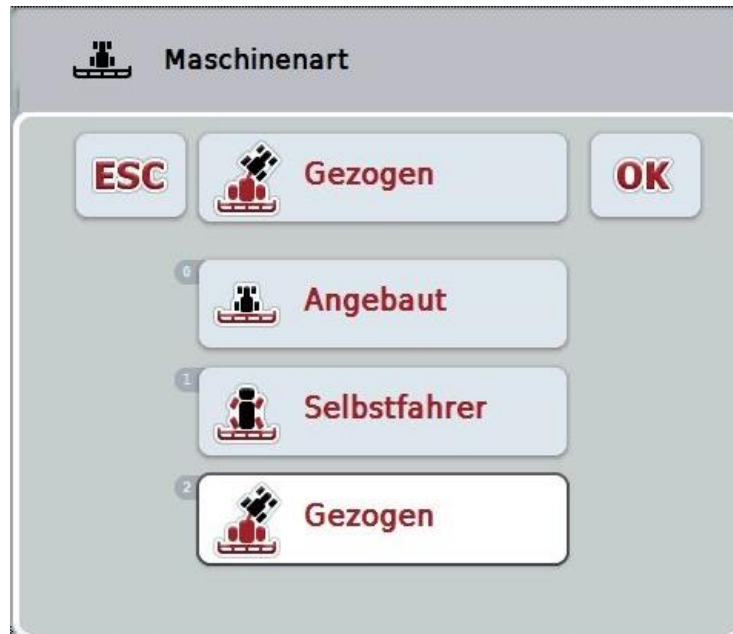 Maschinenart
ESC
Gezogen
OK
0
Angebaut
1
Selbstfahrer
2
Gezogen